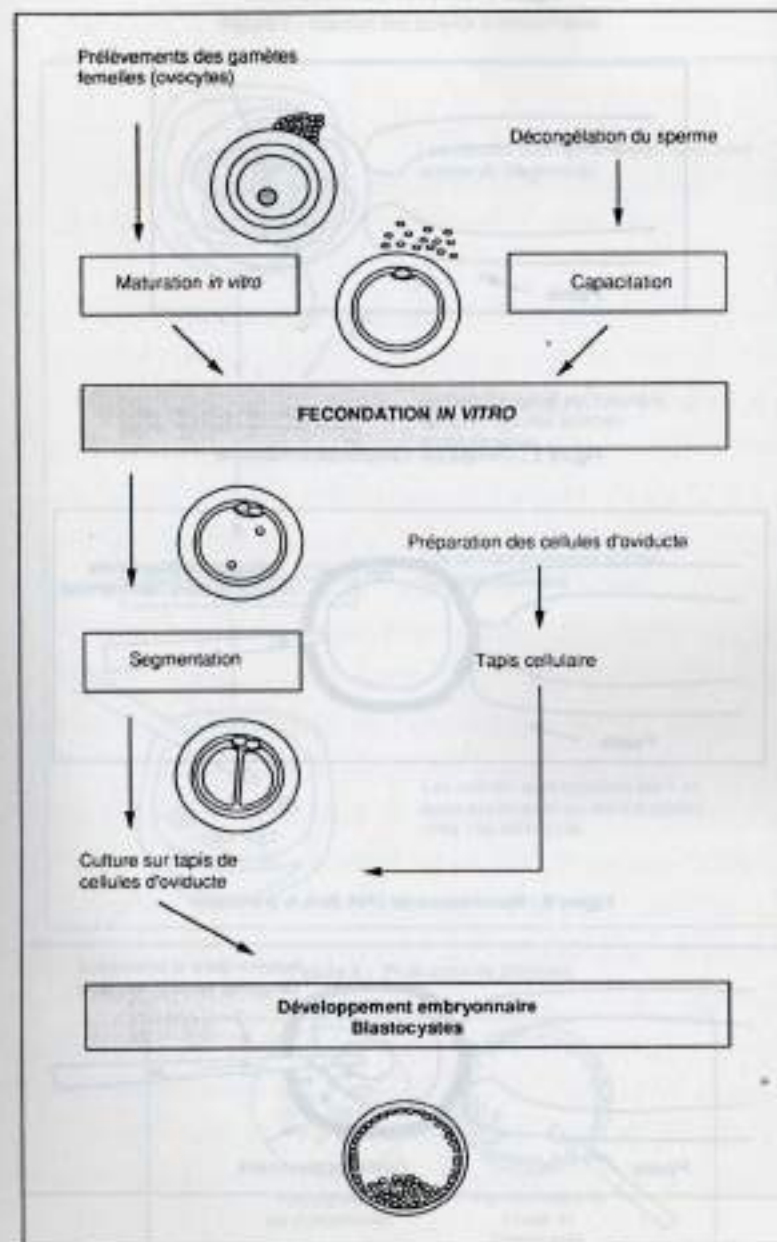 Prélèvements des gamètes
femelles (ovocytes)
Décongélation du sperme
Maturation in vitro
Capacitation
FECONDATION IN VITRO
Préparation des cellules d'oviducte
Segmentation
Tapis cellulaire
Culture sur tapis de
cellules d'oviducte
Développement embryonnaire
Blastocystes